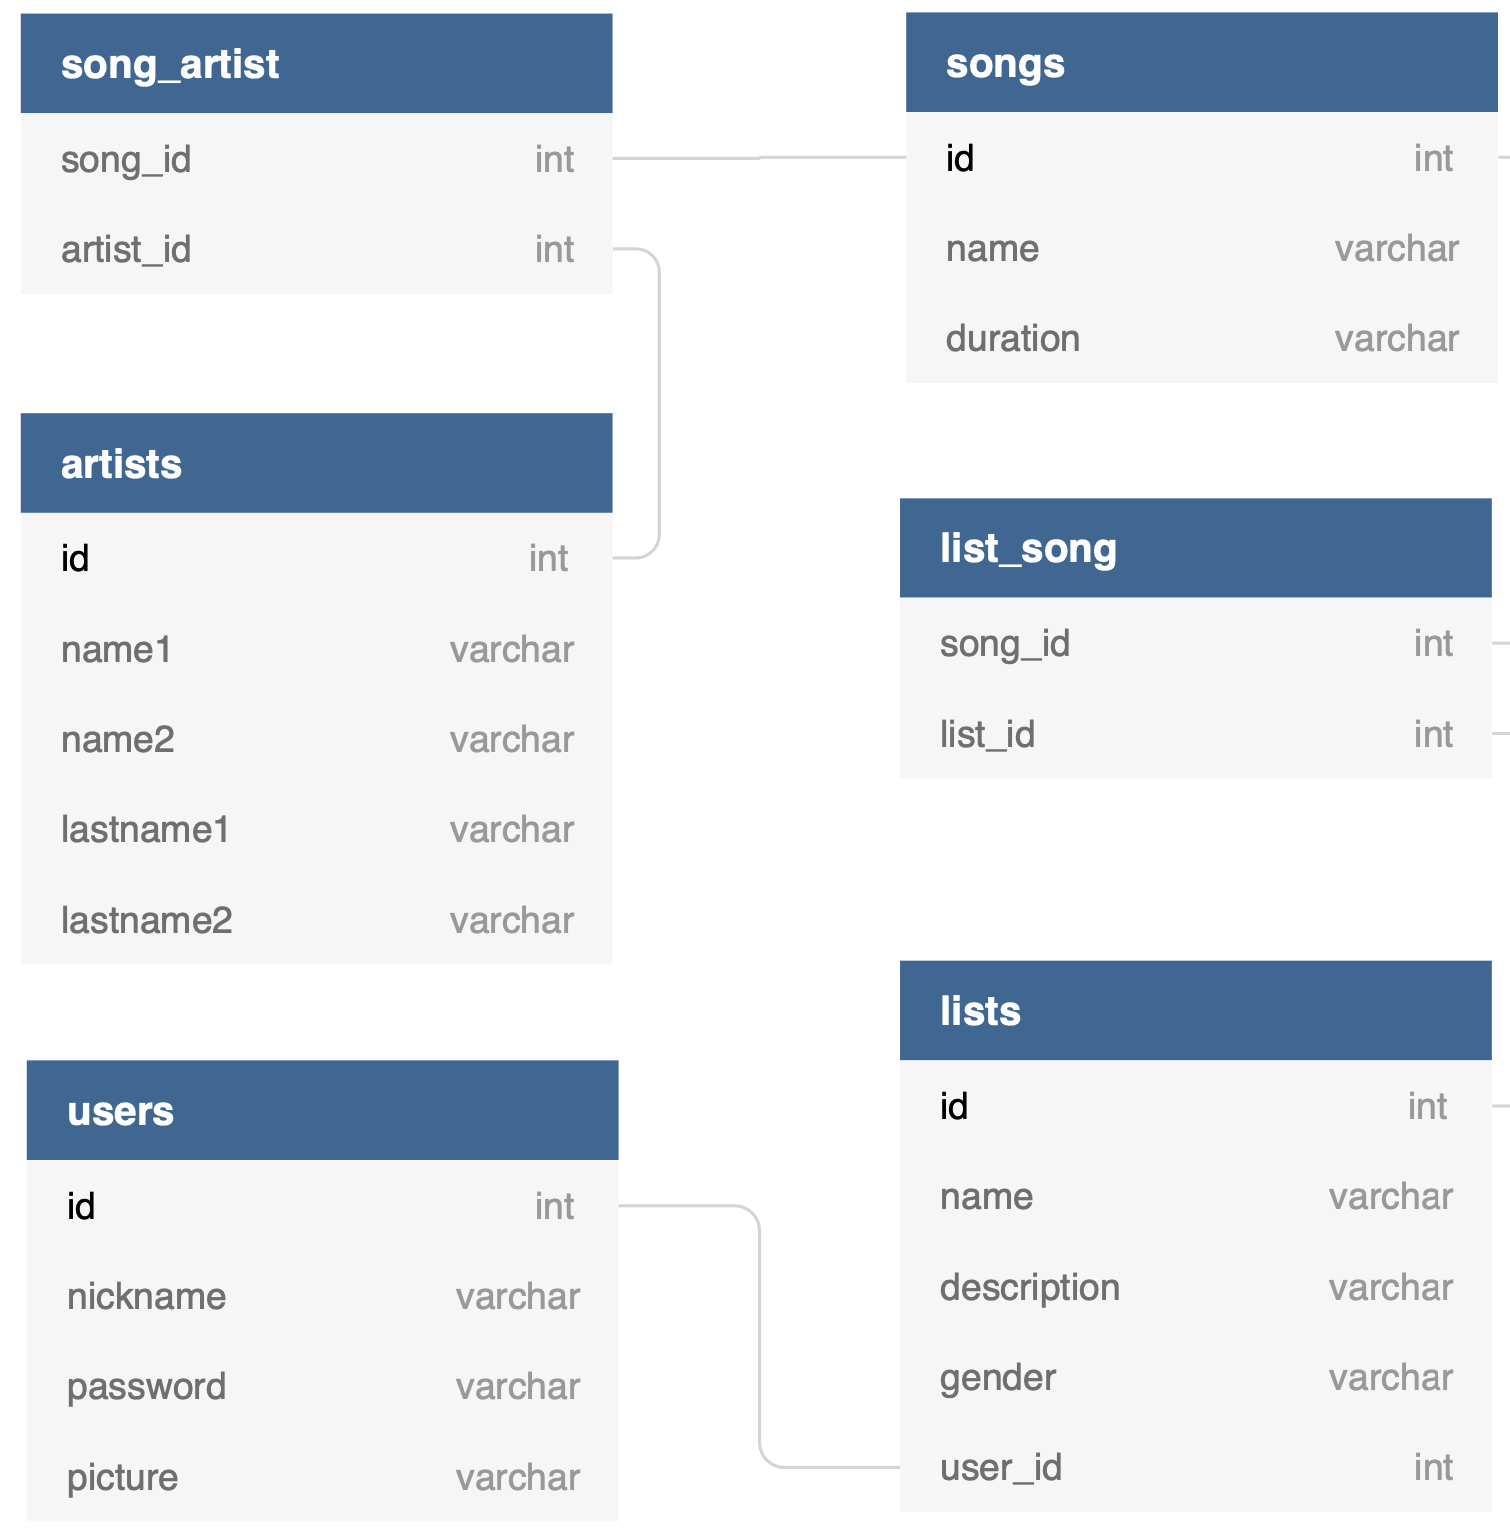 song_artist
song_id int
artist_id int
artists
id int
name1 varchar
name2 varchar
lastname1 varchar
lastname2 varchar
users
id int
nickname varchar
password varchar
picture varchar
songs
id int
name varchar
duration varchar
list_song
song_id int
list_id int
lists
id int
name varchar
description varchar
gender varchar
user_id int